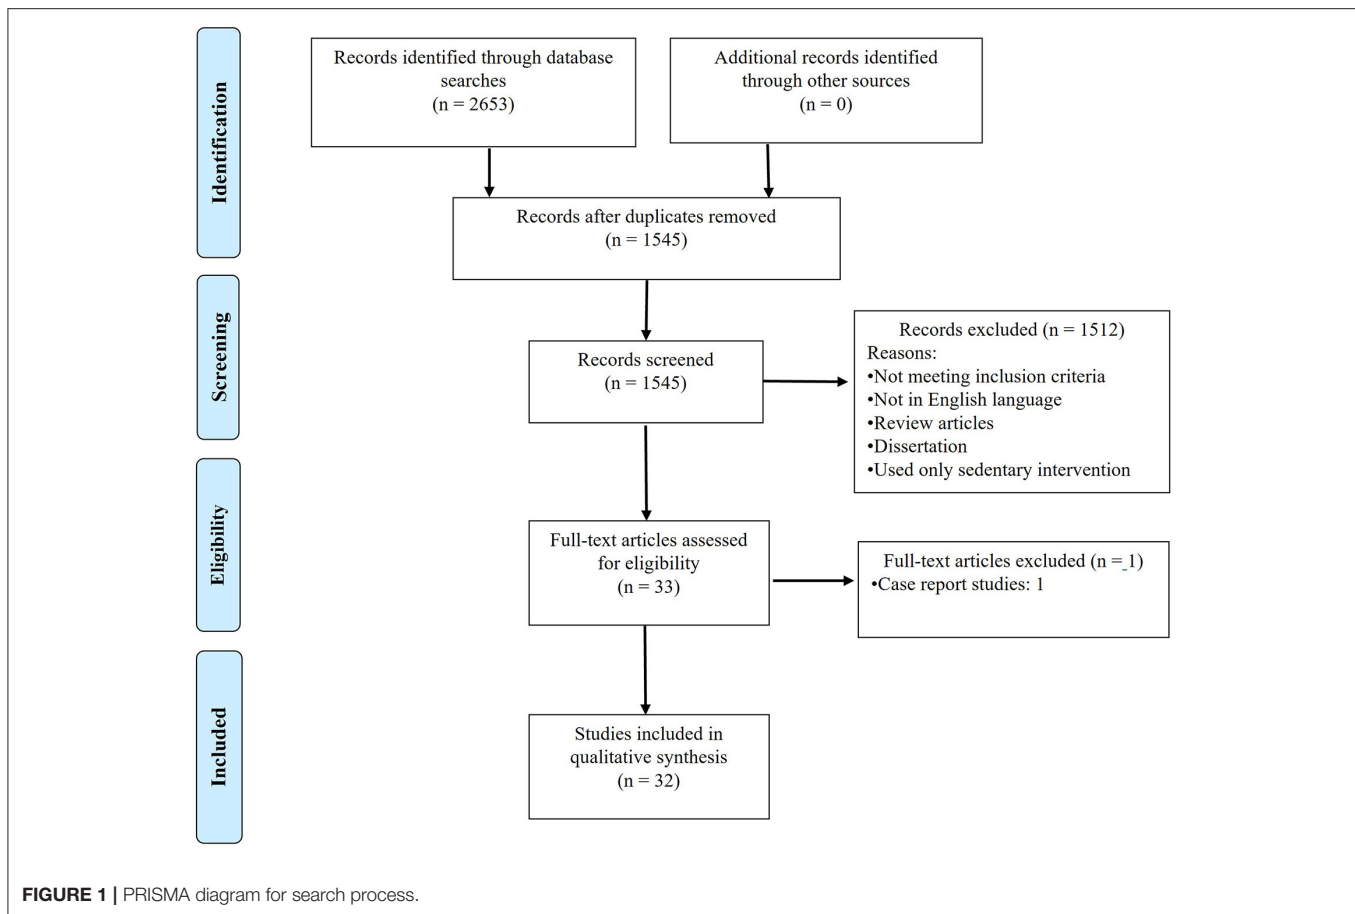 Identification
Records identified through database
searches
(n = 2653)
Additional records identified
through other sources
(n = 0)
Records after duplicates removed
(n = 1545)
Screening
Records screened
(n = 1545)
Records excluded (n = 1512)
Reasons:
•Not meeting inclusion criteria
•Not in English language
•Review articles
•Dissertation
•Used only sedentary intervention
Eligibility
Full-text articles assessed
for eligibility
(n = 33)
Full-text articles excluded (n = 1)
•Case report studies: 1
Included
Studies included in
qualitative synthesis
(n = 32)
FIGURE 1 | PRISMA diagram for search process.